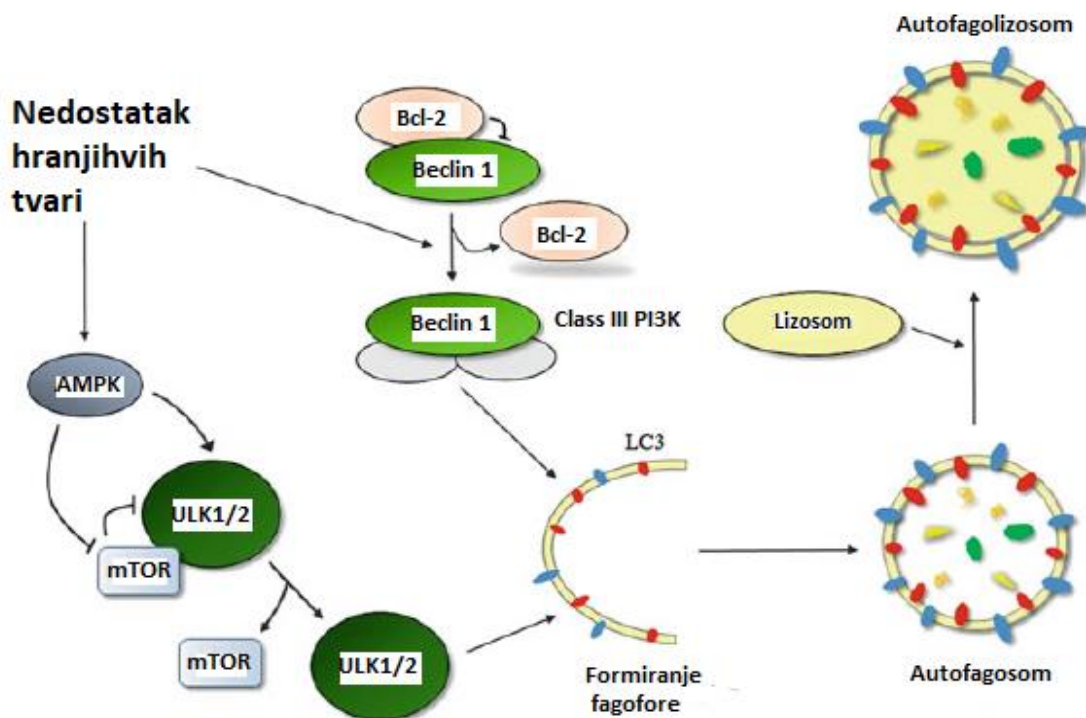 Autofagolizosom
Nedostatak
hranjihvih
tvari
Bcl-2
Beclin 1
Bcl-2
Beclin 1
Class III PI3K
Lizosom
AMPK
LC3
ULK1/2
mTOR
mTOR
ULK1/2
Formiranje
fagofore
Autofagosom